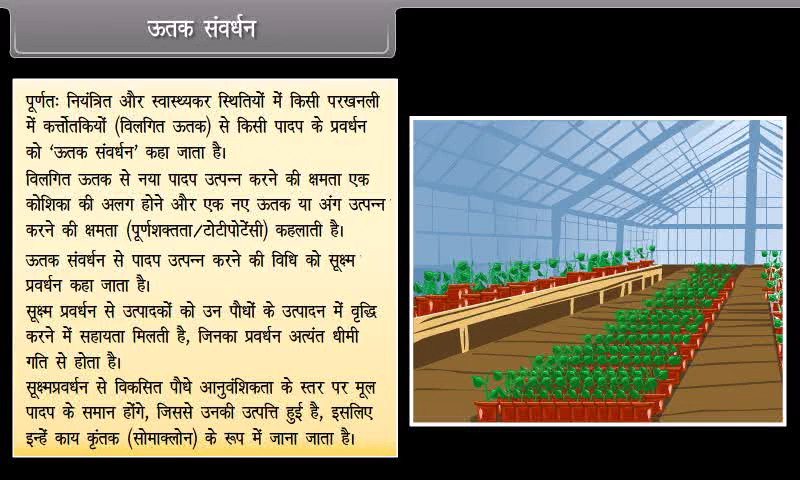 ऊतक संवर्धन
पूर्णतः नियंत्रित और स्वास्थ्यकर स्थितियों में किसी परखनली
में कर्त्तोतकियों (विलगित ऊतक) से किसी पादप के प्रवर्धन
को ‘ऊतक संवर्धन’ कहा जाता है।
विलगित ऊतक से नया पादप उत्पन्न करने की क्षमता एक
कोशिका की अलग होने और एक नए ऊतक या अंग उत्पन्न
करने की क्षमता (पूर्णशक्तता/टोटीपोटेंसी) कहलाती है।
ऊतक संवर्धन से पादप उत्पन्न करने की विधि को सूक्ष्म
प्रवर्धन कहा जाता है।
सूक्ष्म प्रवर्धन से उत्पादकों को उन पौधों के उत्पादन में वृद्धि
करने में सहायता मिलती है, जिनका प्रवर्धन अत्यंत धीमी
गति से होता है।
सूक्ष्मप्रवर्धन से विकसित पौधे आनुवंशिकता के स्तर पर मूल
पादप के समान होंगे, जिससे उनकी उत्पत्ति हुई है, इसलिए
इन्हें काय कृंतक (सोमाक्लोन) के रूप में जाना जाता है।